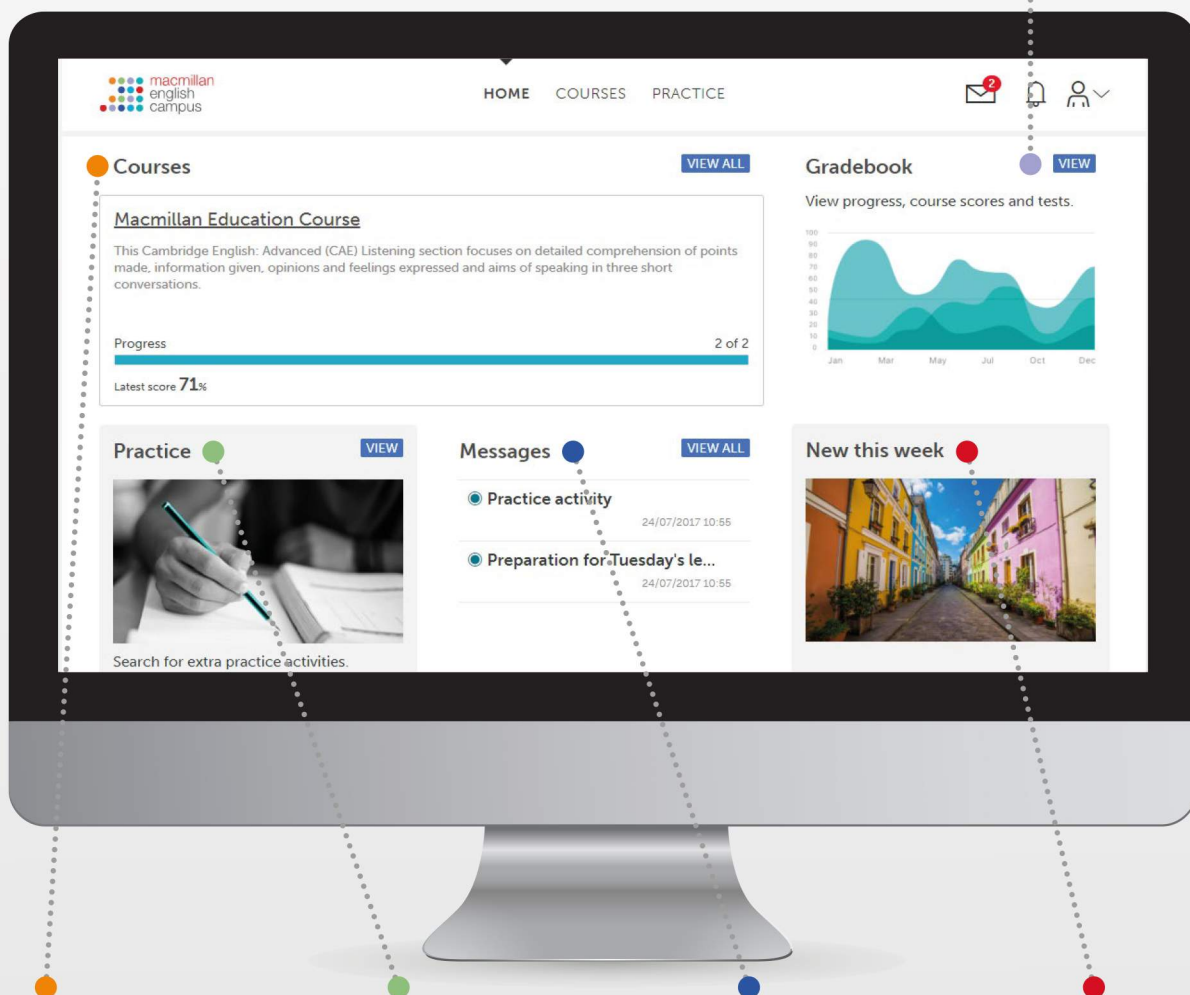 macmillan
english
campus
HOME COURSES PRACTICE
2
Courses
VIEW ALL
Macmillan Education Course
This Cambridge English: Advanced (CAE) Listening section focuses on detailed comprehension of points
made, information given, opinions and feelings expressed and aims of speaking in three short
conversations.
Progress
2 of 2
Latest score 71%
Gradebook
VIEW
View progress, course scores and tests.
100
90
80
70
60
50
40
30
20
10
0
Jan Mar May Jul Oct Dec
Practice
VIEW
Search for extra practice activities.
Messages
VIEW ALL
Practice activity
24/07/2017 10:55
Preparation for Tuesday's le...
24/07/2017 10:55
New this week